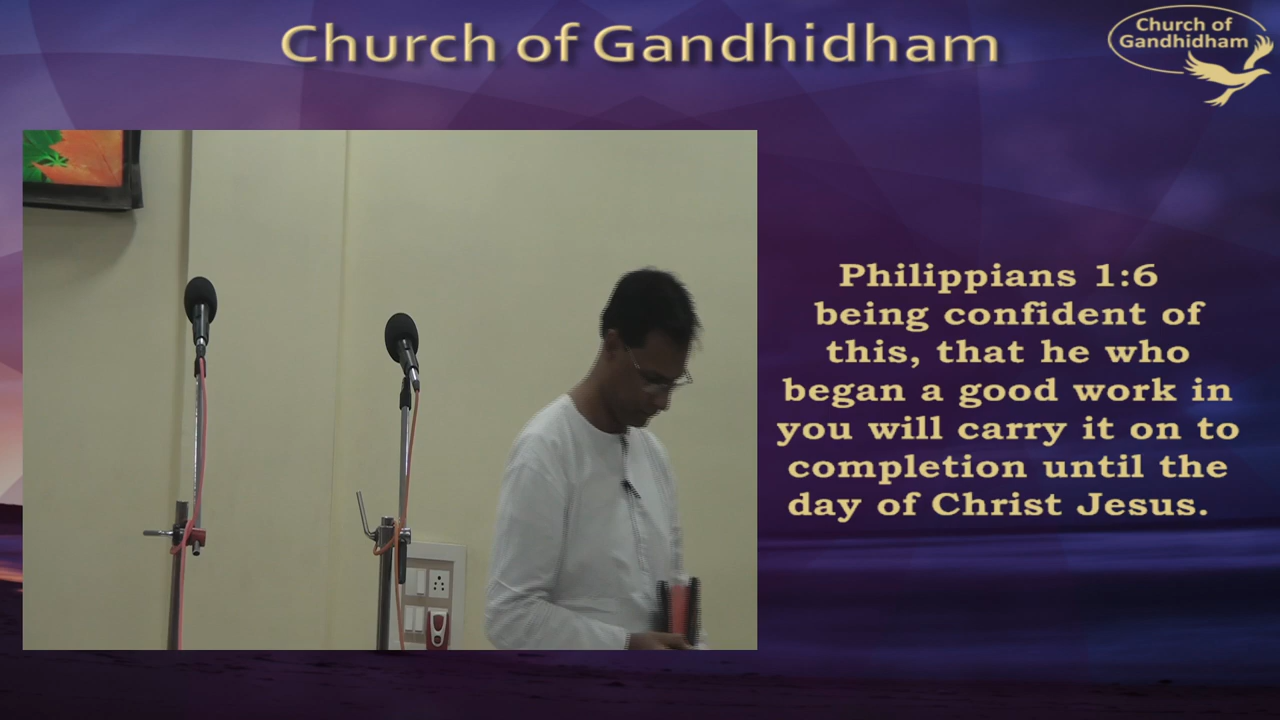 Church of Gandhidham
Church of
Gandhidham
Philippians 1:6
being confident of
this, that he who
began a good work in
you will carry it on to
completion until the
day of Christ Jesus.